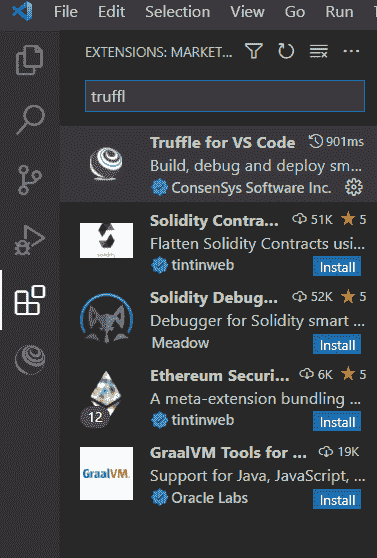 File Edit Selection View Go Run
EXTENSIONS: MARKET...
truffl
Truffle for VS Code 901ms
Build, debug and deploy sm...
ConsenSys Software Inc.
Solidity Contra... 51K 5
Flatten Solidity Contracts usi...
tintinweb Install
Solidity Debug... 52K 5
Debugger for Solidity smart ...
Meadow Install
Ethereum Securi... 6K 5
A meta-extension bundling ...
12 tintinweb Install
GraalVM Tools for ... 19K
GraalVM Support for Java, JavaScript, ...
Oracle Labs Install